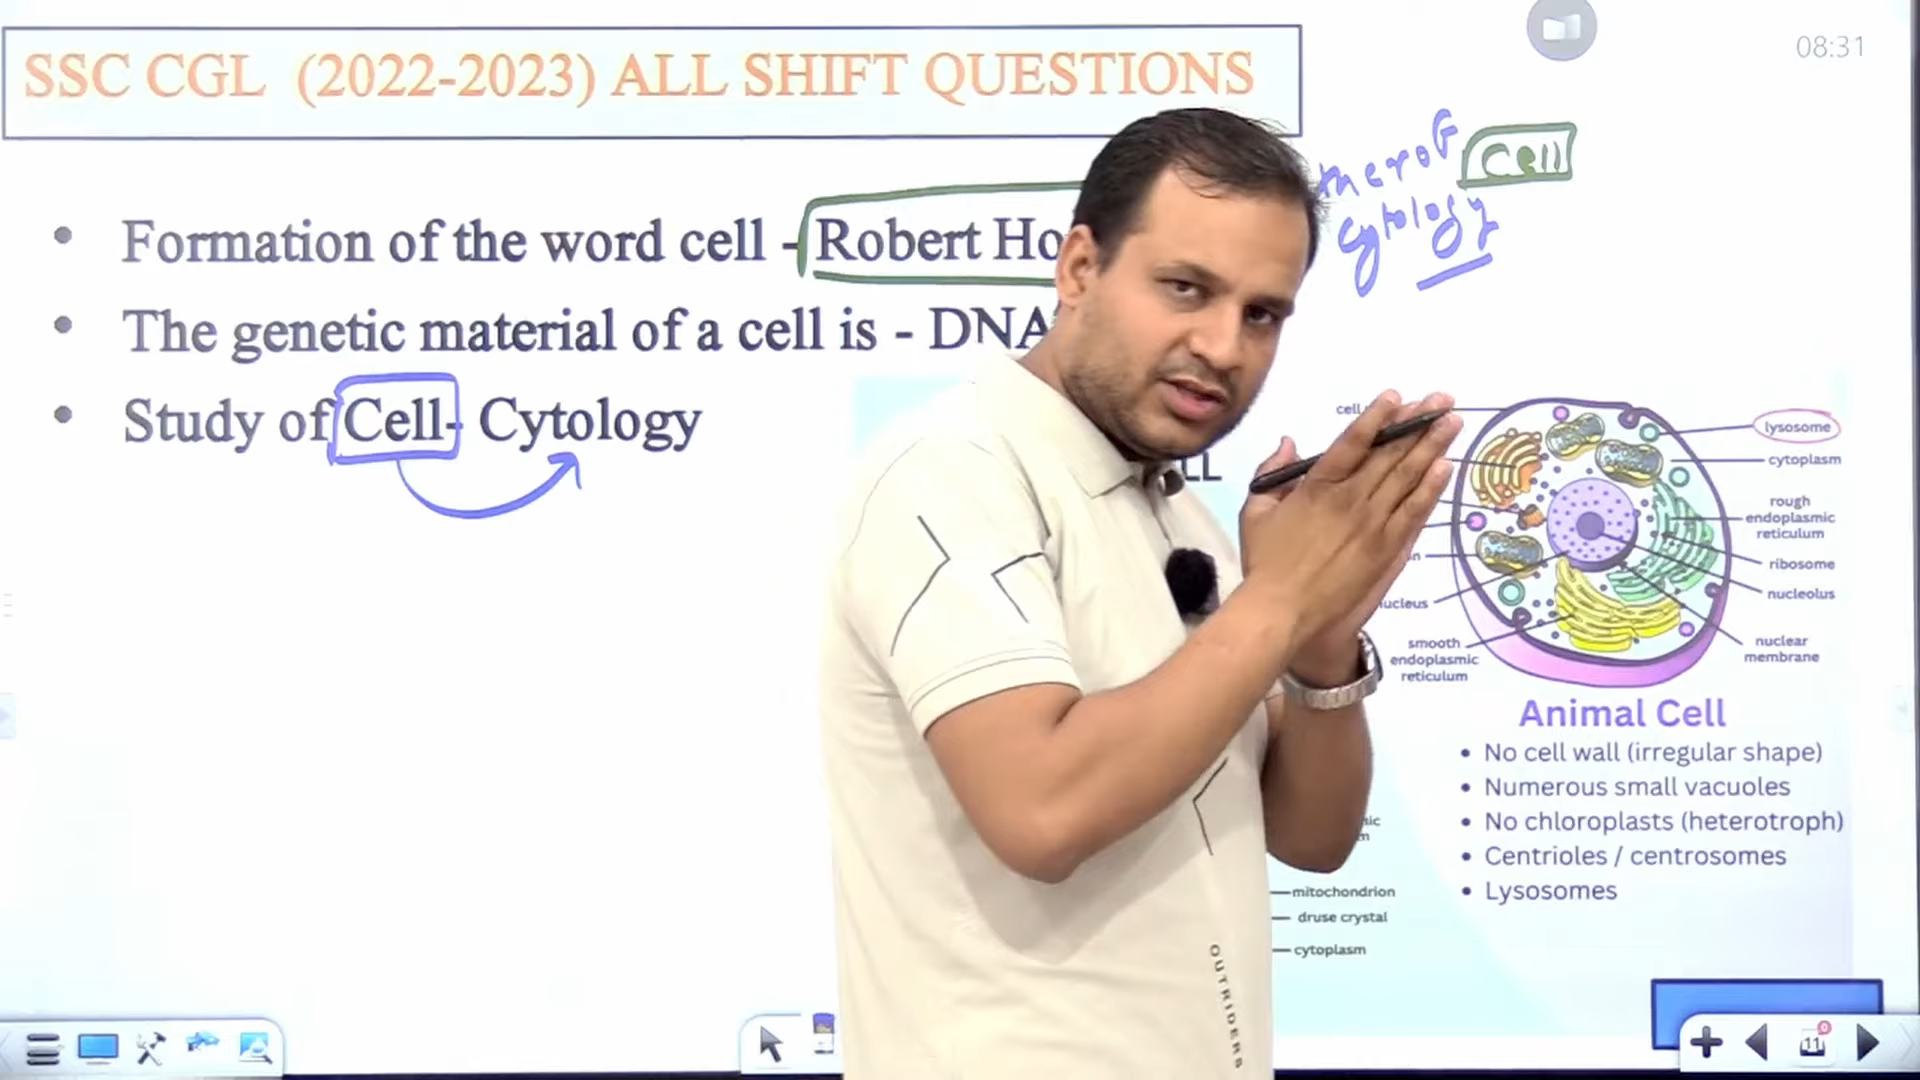 SSC CGL (2022-2023) ALL SHIFT QUESTIONS
08:31
Cell
Cytology
• Formation of the word cell - Robert Ho
• The genetic material of a cell is - DNA
• Study of Cell- Cytology
cell
lysosome
cytoplasm
rough
endoplasmic
reticulum
ribosome
nucleolus
nuclear
membrane
smooth
endoplasmic
reticulum
Animal Cell
• No cell wall (irregular shape)
• Numerous small vacuoles
• No chloroplasts (heterotroph)
• Centrioles / centrosomes
• Lysosomes
mitochondrion
druse crystal
cytoplasm
OUTRIDERS
11
0